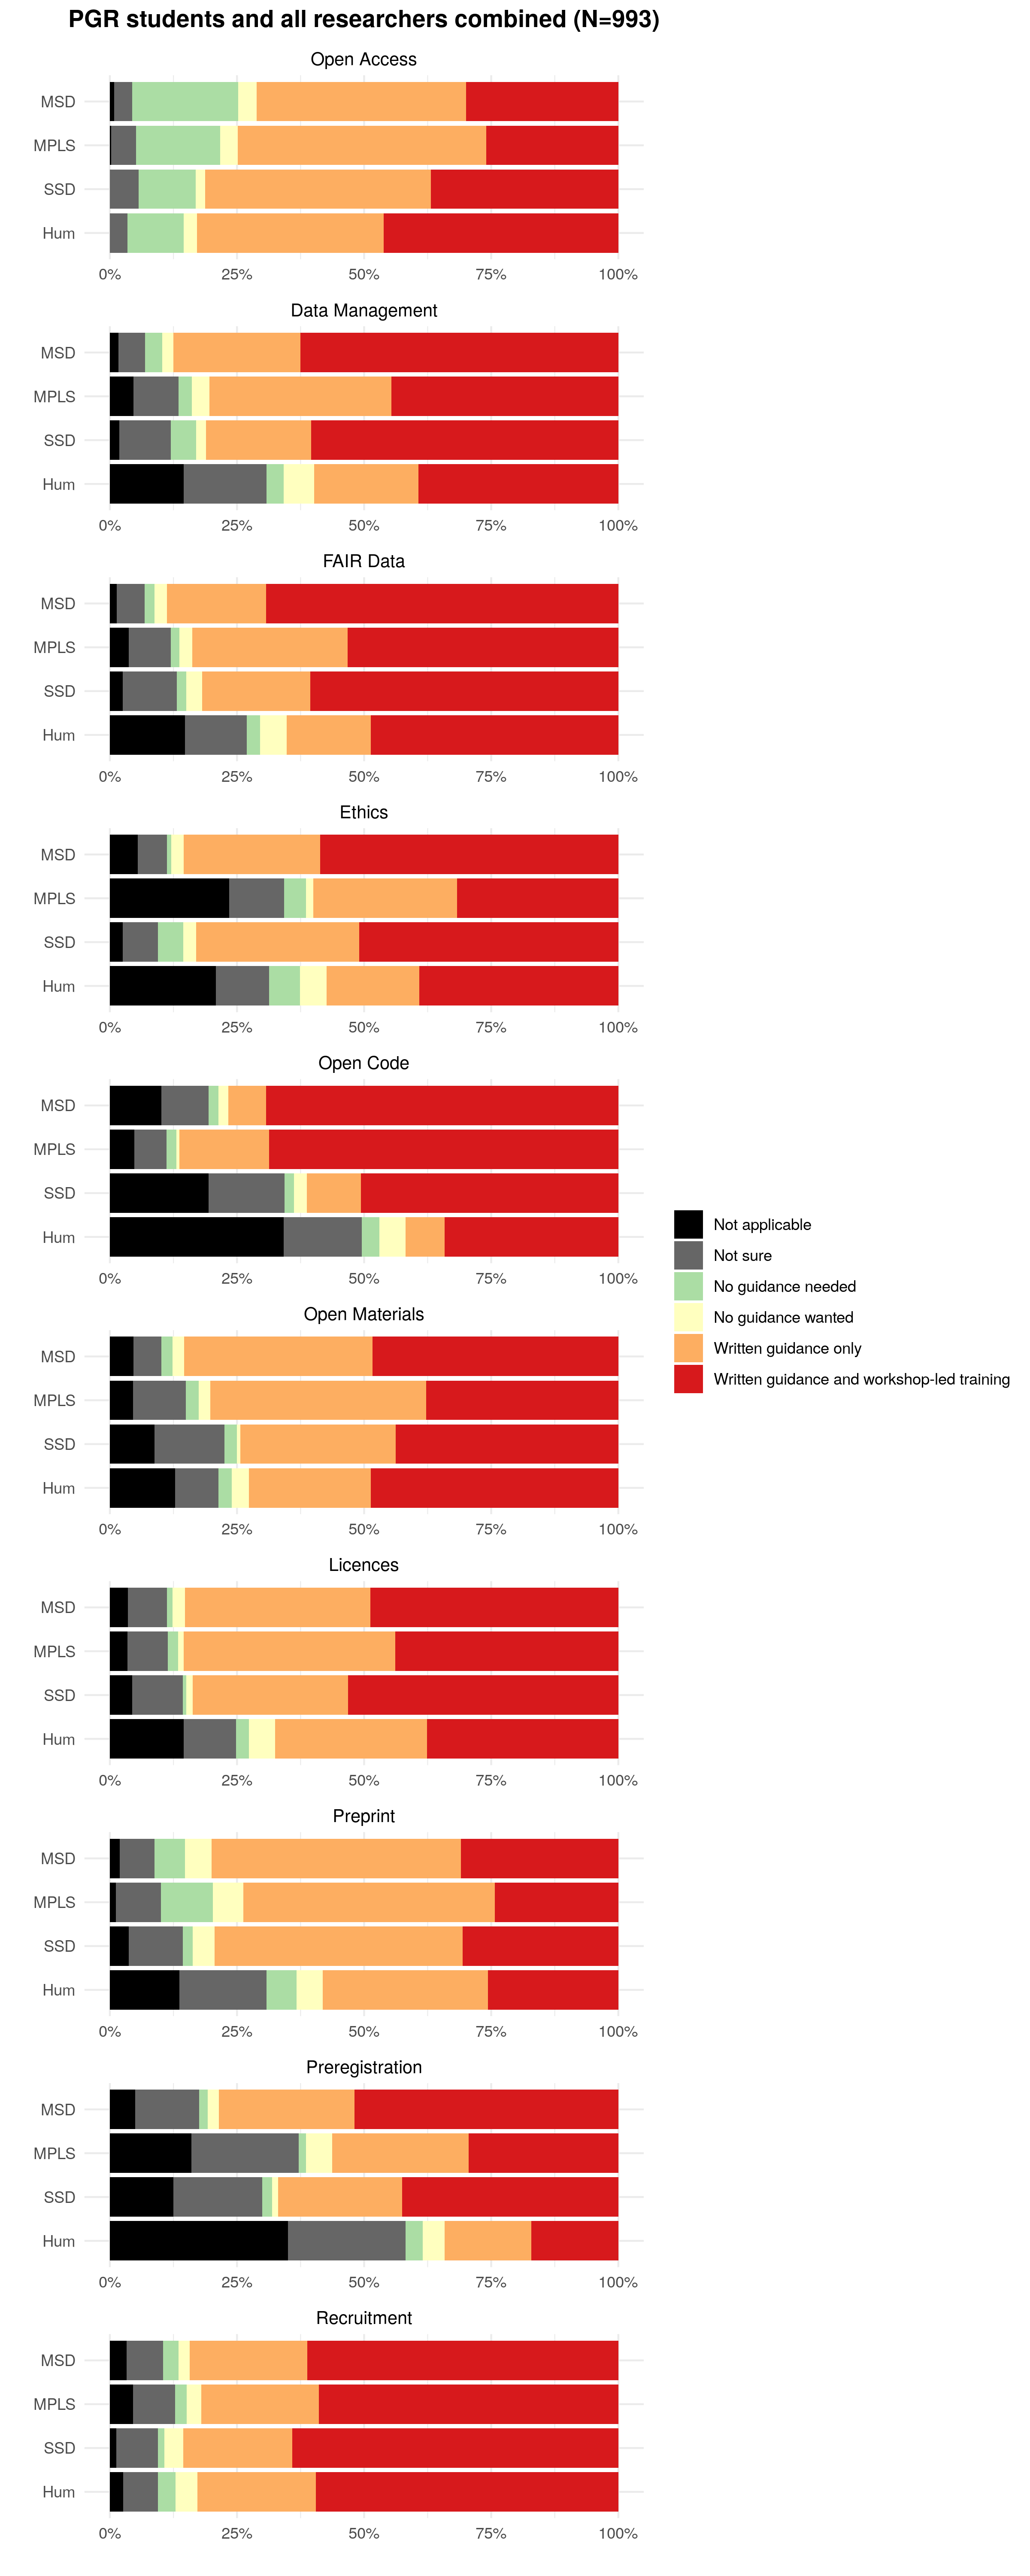 PGR students and all researchers combined (N=993)
Open Access
MSD
MPLS
SSD
Hum
0% 25% 50% 75% 100%
Data Management
MSD
MPLS
SSD
Hum
0% 25% 50% 75% 100%
FAIR Data
MSD
MPLS
SSD
Hum
0% 25% 50% 75% 100%
Ethics
MSD
MPLS
SSD
Hum
0% 25% 50% 75% 100%
Open Code
MSD
MPLS
SSD
Hum
0% 25% 50% 75% 100%
Not applicable
Not sure
No guidance needed
No guidance wanted
Written guidance only
Written guidance and workshop-led training
Open Materials
MSD
MPLS
SSD
Hum
0% 25% 50% 75% 100%
Licences
MSD
MPLS
SSD
Hum
0% 25% 50% 75% 100%
Preprint
MSD
MPLS
SSD
Hum
0% 25% 50% 75% 100%
Preregistration
MSD
MPLS
SSD
Hum
0% 25% 50% 75% 100%
Recruitment
MSD
MPLS
SSD
Hum
0% 25% 50% 75% 100%